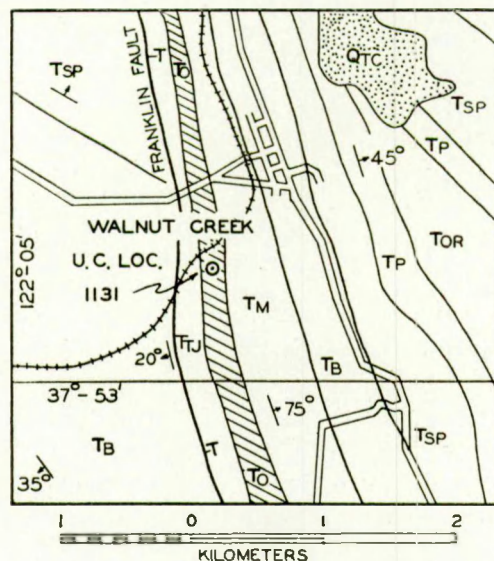 QTC
TSP
T
TO
FRANKLIN FAULT
TSP
45°
TP
WALNUT CREEK
U. C. LOC.
1131
TOR
TP
122° 05'
TM
TTJ
20°
TB
37°-53'
75°
TB
T
TO
TSP
35°
1 0 1 2
KILOMETERS